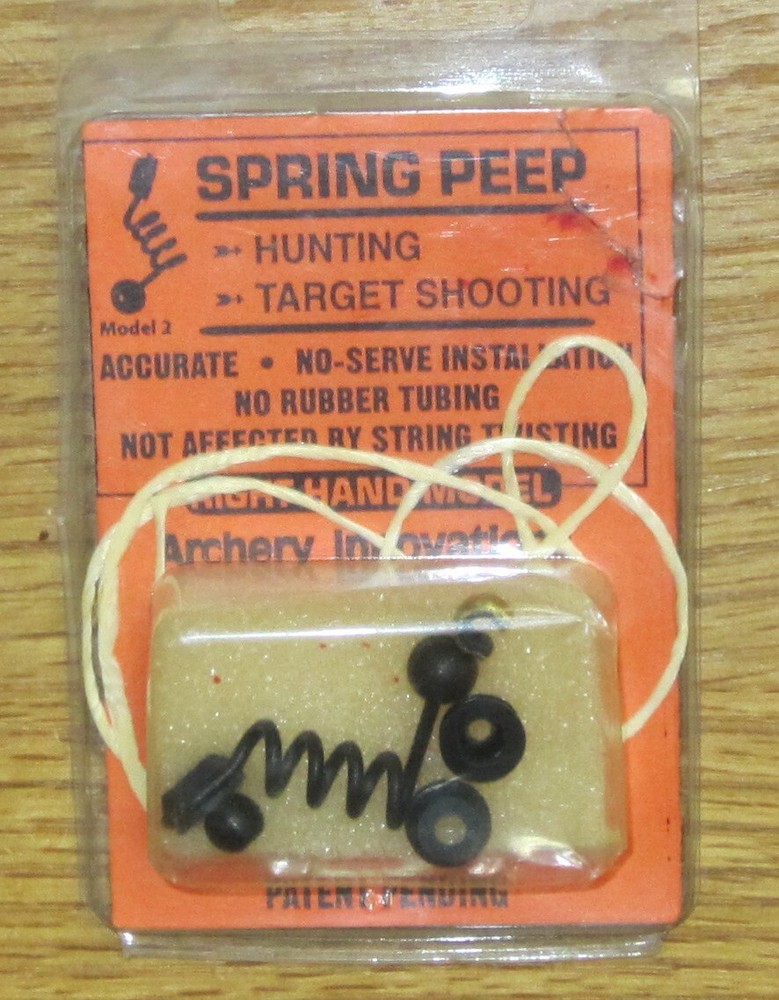 SPRING PEEP
HUNTING
TARGET SHOOTING
Model 2
ACCURATE • NO-SERVE INSTALLATION
NO RUBBER TUBING
NOT AFFECTED BY STRING TWISTING
RIGHT HAND MODEL
Archery Innovations
PATENT PENDING